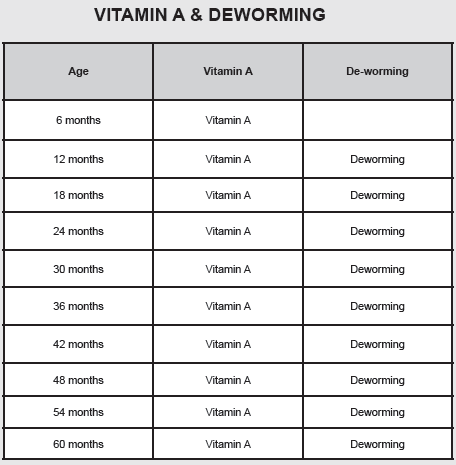 VITAMIN A & DEWORMING
Age Vitamin A De-worming
6 months Vitamin A
12 months Vitamin A Deworming
18 months Vitamin A Deworming
24 months Vitamin A Deworming
30 months Vitamin A Deworming
36 months Vitamin A Deworming
42 months Vitamin A Deworming
48 months Vitamin A Deworming
54 months Vitamin A Deworming
60 months Vitamin A Deworming